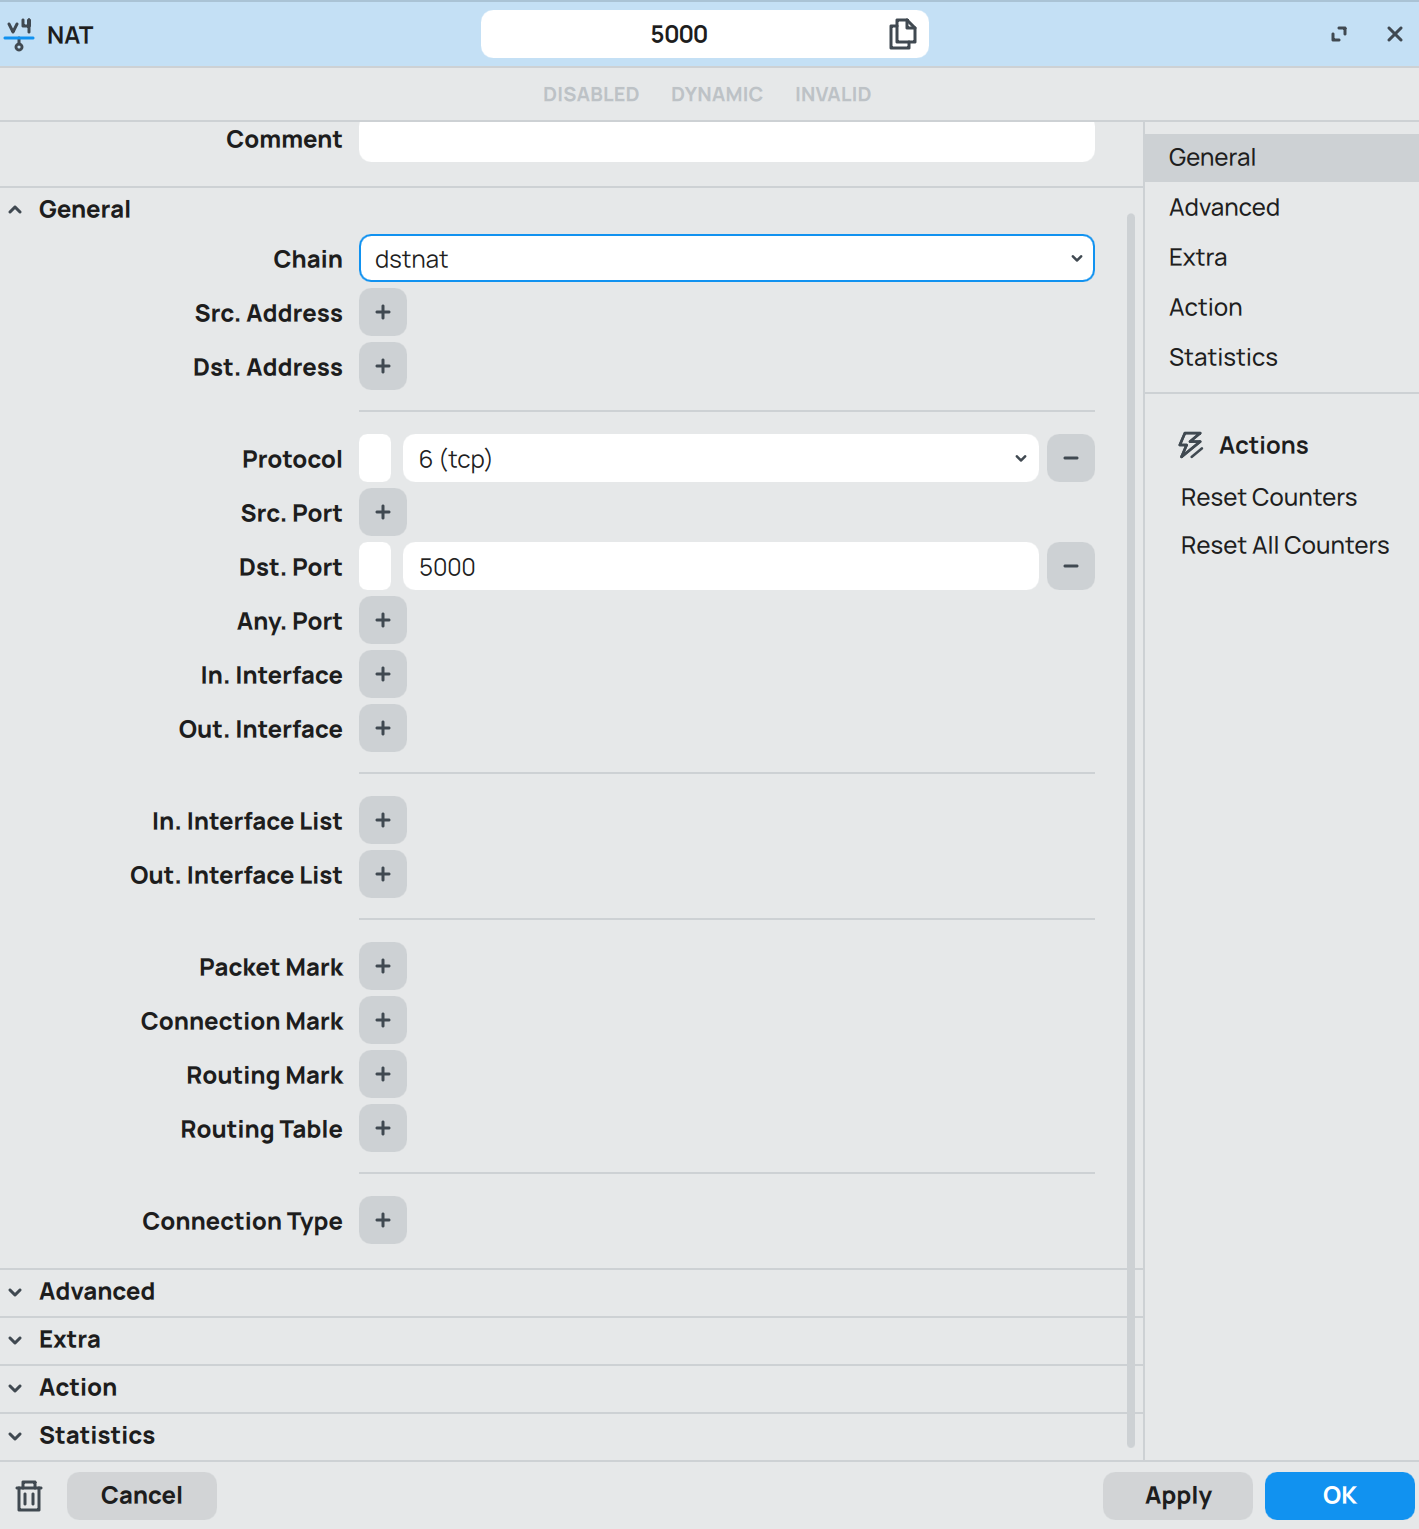 v4 NAT
5000
DISABLED DYNAMIC INVALID
Comment
General
Chain dstnat
Src. Address
Dst. Address
Protocol 6 (tcp)
Src. Port
Dst. Port 5000
Any. Port
In. Interface
Out. Interface
In. Interface List
Out. Interface List
Packet Mark
Connection Mark
Routing Mark
Routing Table
Connection Type
Advanced
Extra
Action
Statistics
General
Advanced
Extra
Action
Statistics
Actions
Reset Counters
Reset All Counters
Cancel
Apply
OK